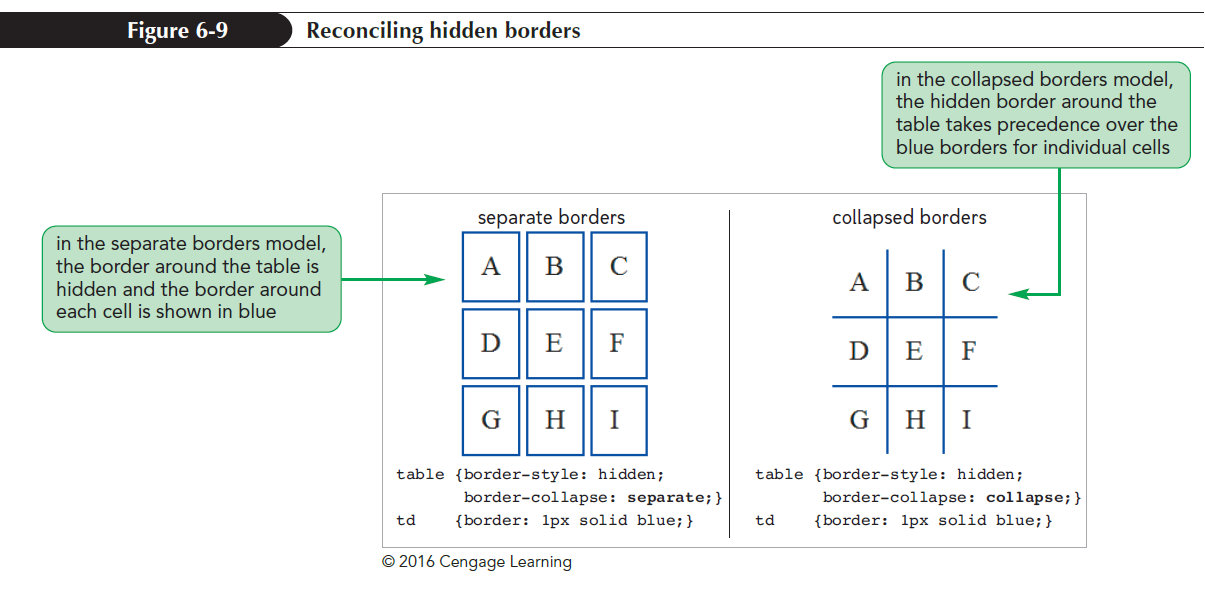 Figure 6-9 Reconciling hidden borders
in the collapsed borders model,
the hidden border around the
table takes precedence over the
blue borders for individual cells
in the separate borders model,
the border around the table is
hidden and the border around
each cell is shown in blue
separate borders
A B C
D E F
G H I
table {border-style: hidden;
border-collapse: separate;}
td {border: 1px solid blue;}
collapsed borders
A B C
D E F
G H I
table {border-style: hidden;
border-collapse: collapse;}
td {border: 1px solid blue;}
© 2016 Cengage Learning